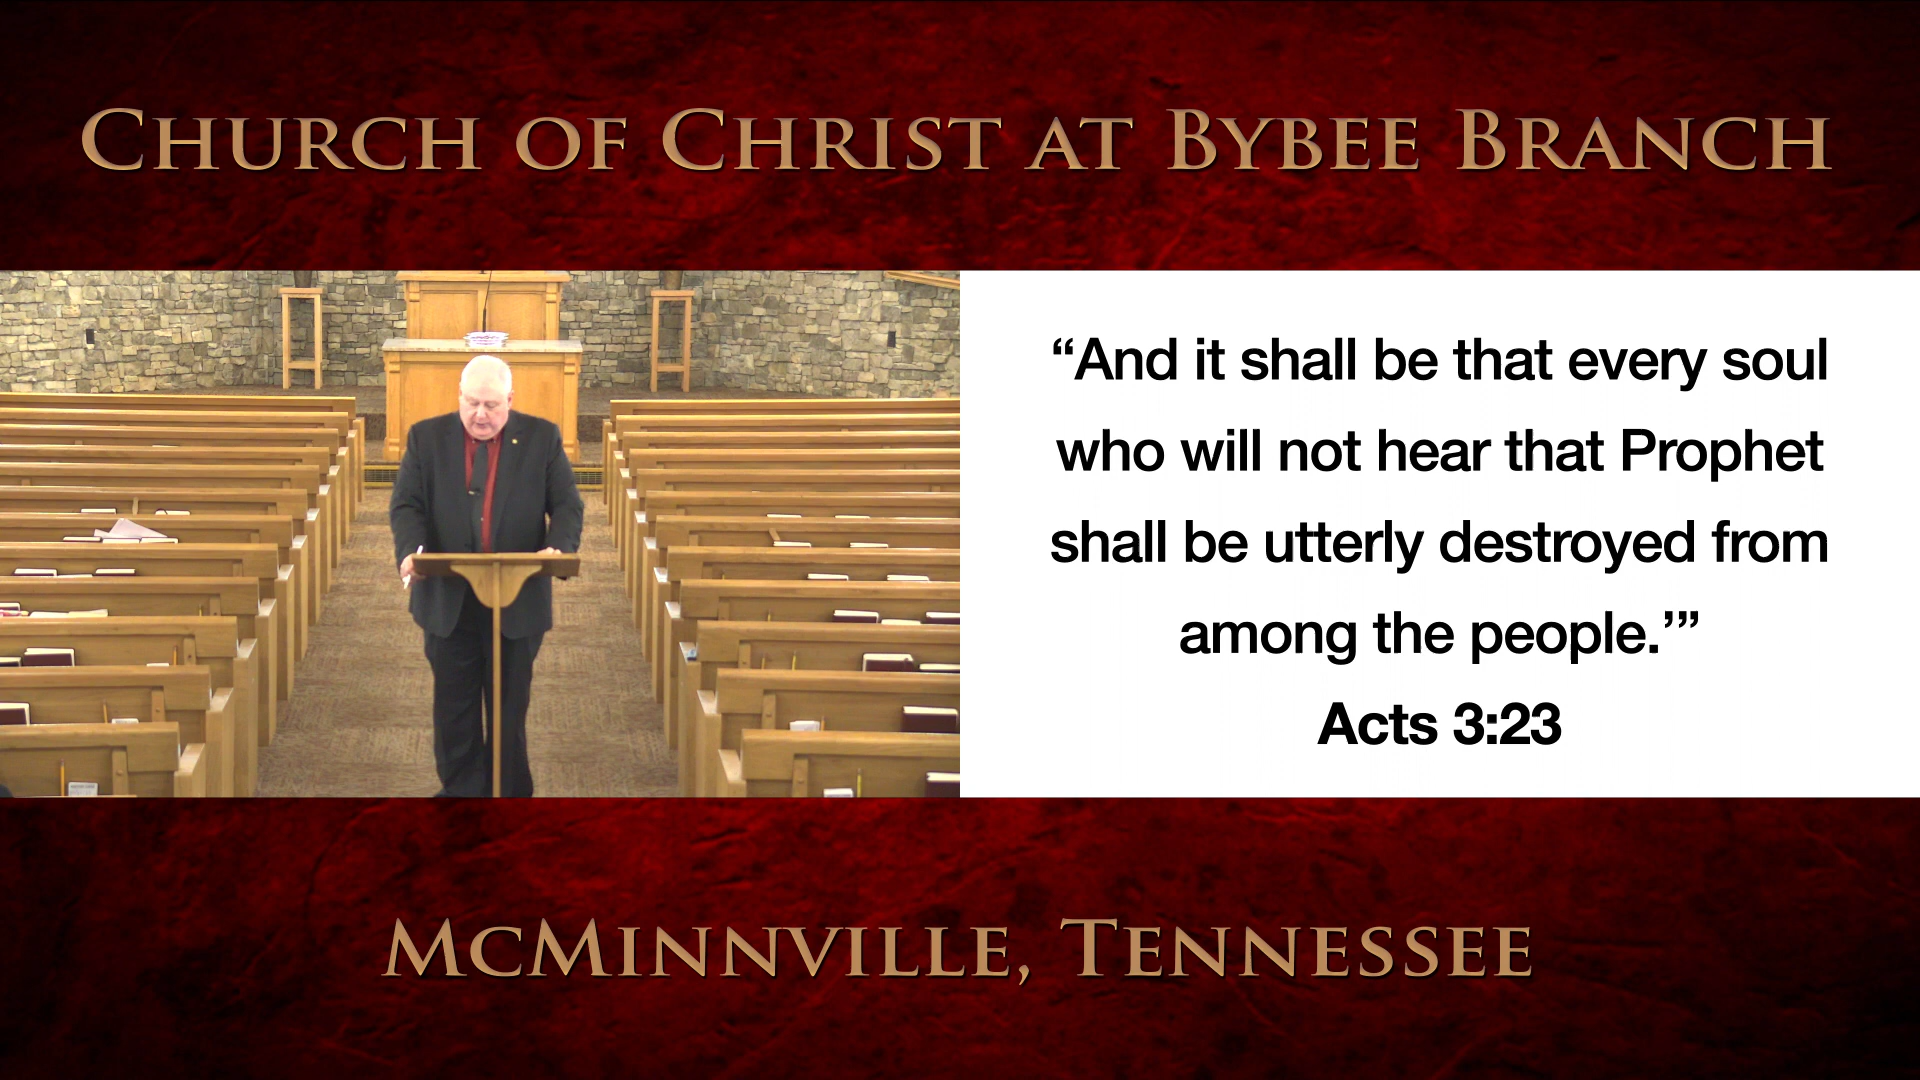 Church of Christ at Bybee Branch
“And it shall be that every soul
who will not hear that Prophet
shall be utterly destroyed from
among the people.’”
Acts 3:23
McMinnville, Tennessee